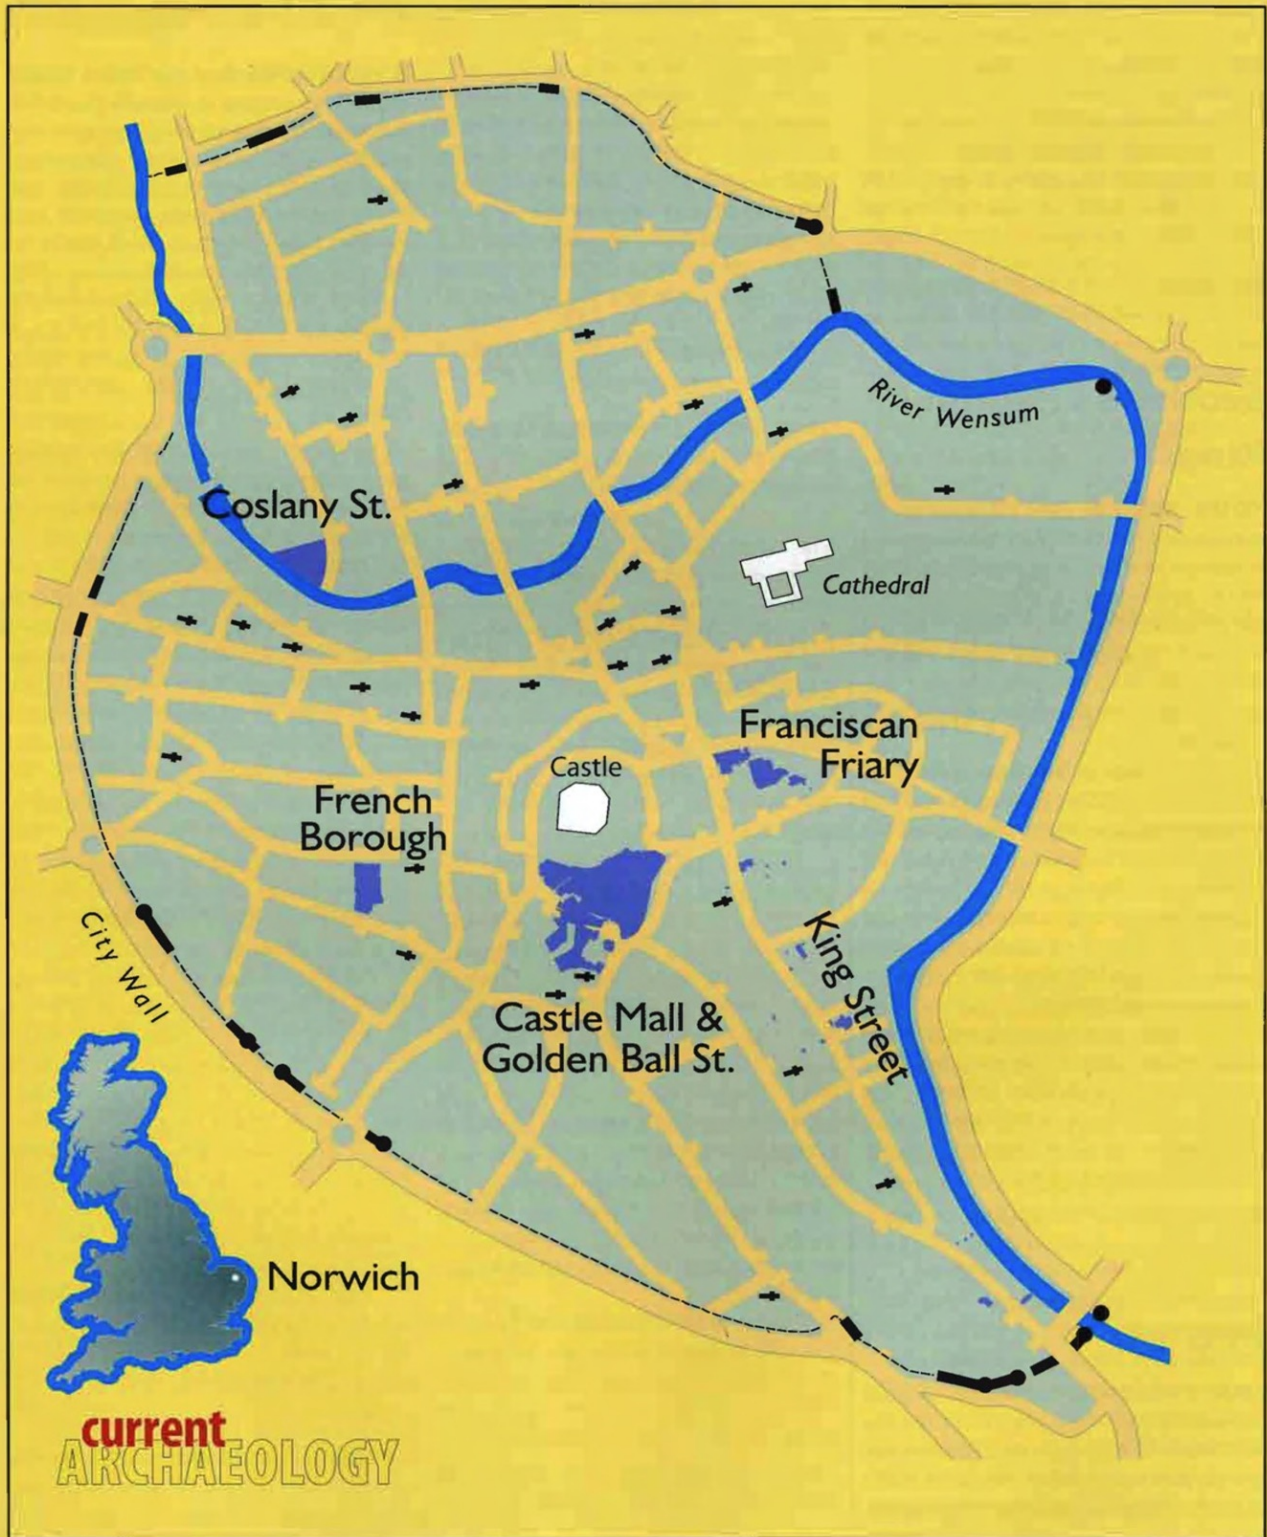 River Wensum
Coslany St.
Cathedral
Franciscan
Friary
Castle
French
Borough
City Wall
King Street
Castle Mall &
Golden Ball St.
Norwich
current
ARCHAEOLOGY